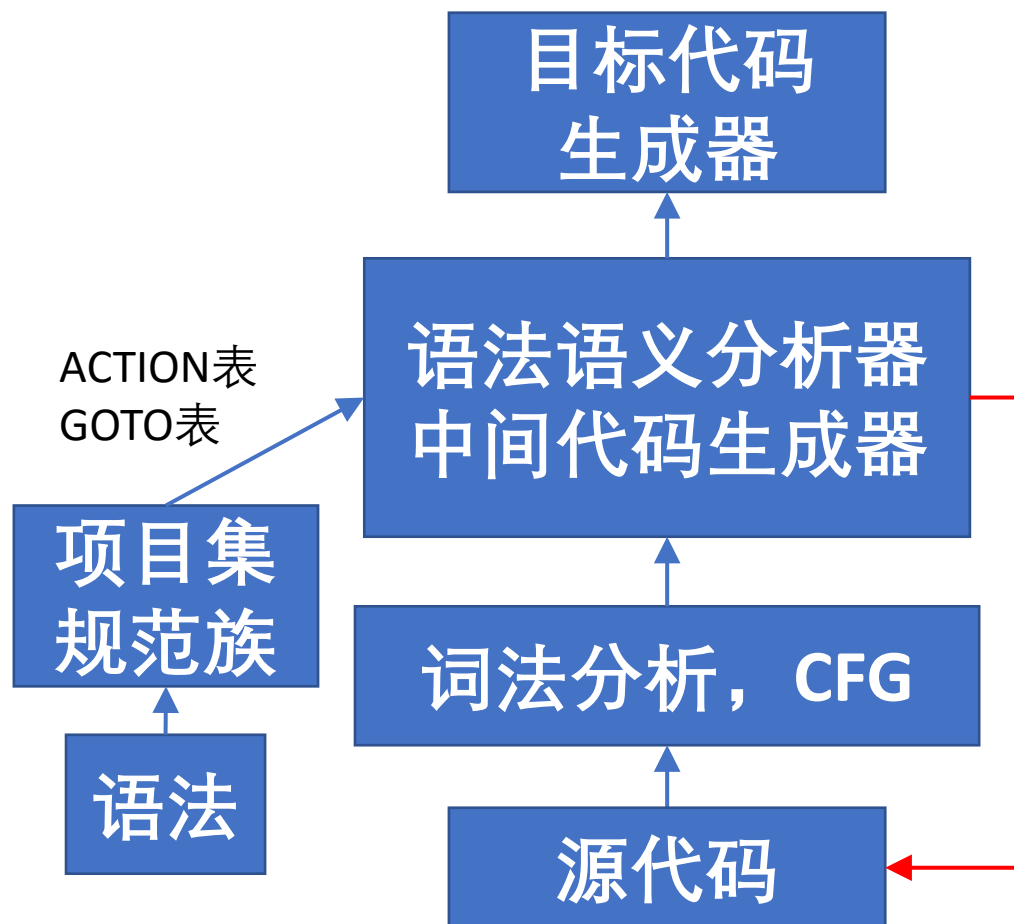 目标代码
生成器
语法语义分析器
中间代码生成器
ACTION表
GOTO表
项目集
规范族
词法分析，CFG
语法
源代码